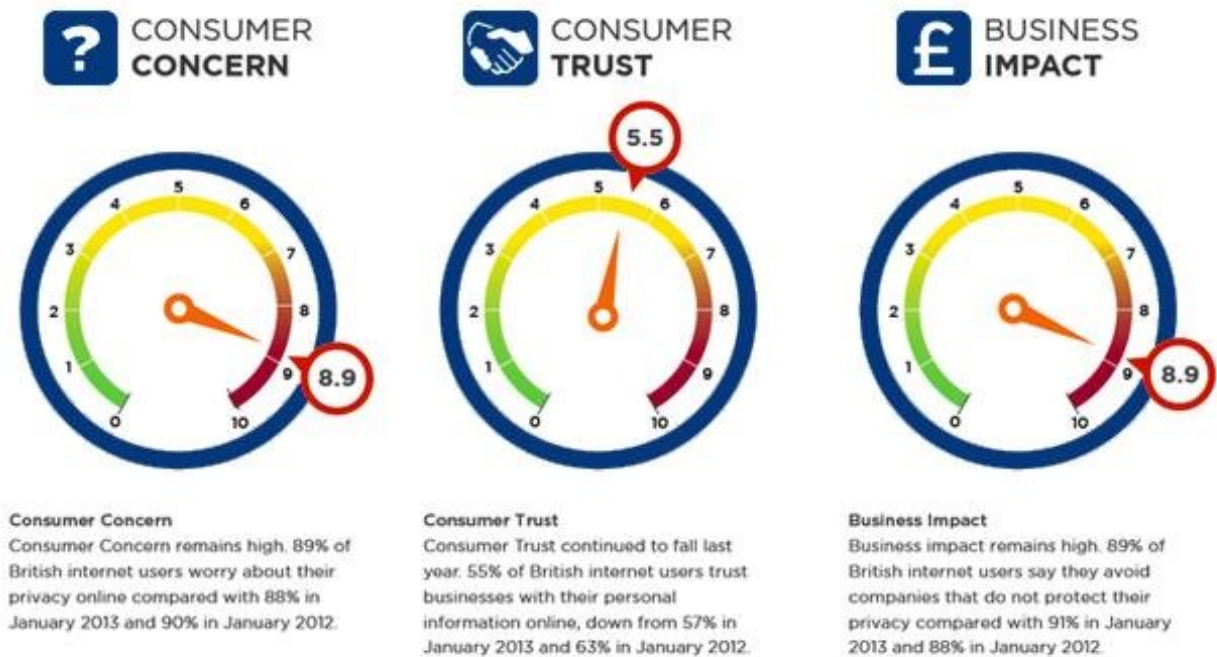 ?
CONSUMER
CONCERN
CONSUMER
TRUST
£
BUSINESS
IMPACT
0
1
2
3
4
5
6
7
8
9
10
8.9
0
1
2
3
4
5
6
7
8
9
10
5.5
0
1
2
3
4
5
6
7
8
9
10
8.9
Consumer Concern
Consumer Concern remains high. 89% of
British internet users worry about their
privacy online compared with 88% in
January 2013 and 90% in January 2012.
Consumer Trust
Consumer Trust continued to fall last
year. 55% of British internet users trust
businesses with their personal
information online, down from 57% in
January 2013 and 63% in January 2012.
Business Impact
Business impact remains high. 89% of
British internet users say they avoid
companies that do not protect their
privacy compared with 91% in January
2013 and 88% in January 2012.